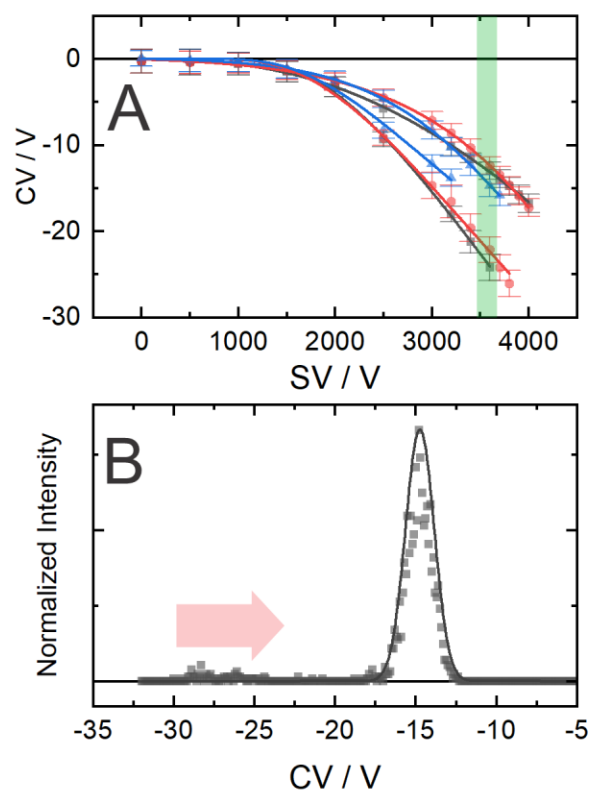 0
-10
-20
-30
CV / V
A
0 1000 2000 3000 4000
SV / V
B
Normalized Intensity
-35 -30 -25 -20 -15 -10 -5
CV / V